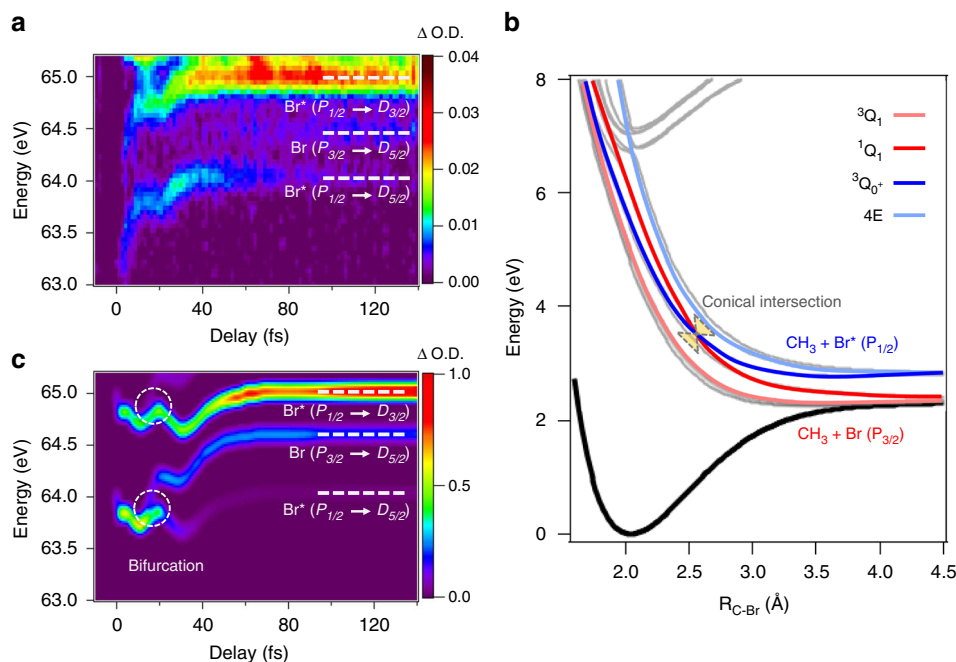 a
Δ O.D.
0.04
0.03
0.02
0.01
0.00
65.0
64.5
64.0
63.5
63.0
Energy (eV)
Br* (P1/2 → D3/2)
Br (P3/2 → D5/2)
Br* (P1/2 → D5/2)
0
40
80
120
Delay (fs)
b
8
6
4
2
0
Energy (eV)
³Q₁
¹Q₁
³Q₀⁺
4E
Conical intersection
CH₃ + Br* (P1/2)
CH₃ + Br (P3/2)
2.0
2.5
3.0
3.5
4.0
4.5
R_C-Br (Å)
c
Δ O.D.
1.0
0.5
0.0
65.0
64.5
64.0
63.5
63.0
Energy (eV)
Br* (P1/2 → D3/2)
Br (P3/2 → D5/2)
Br* (P1/2 → D5/2)
Bifurcation
0
40
80
120
Delay (fs)